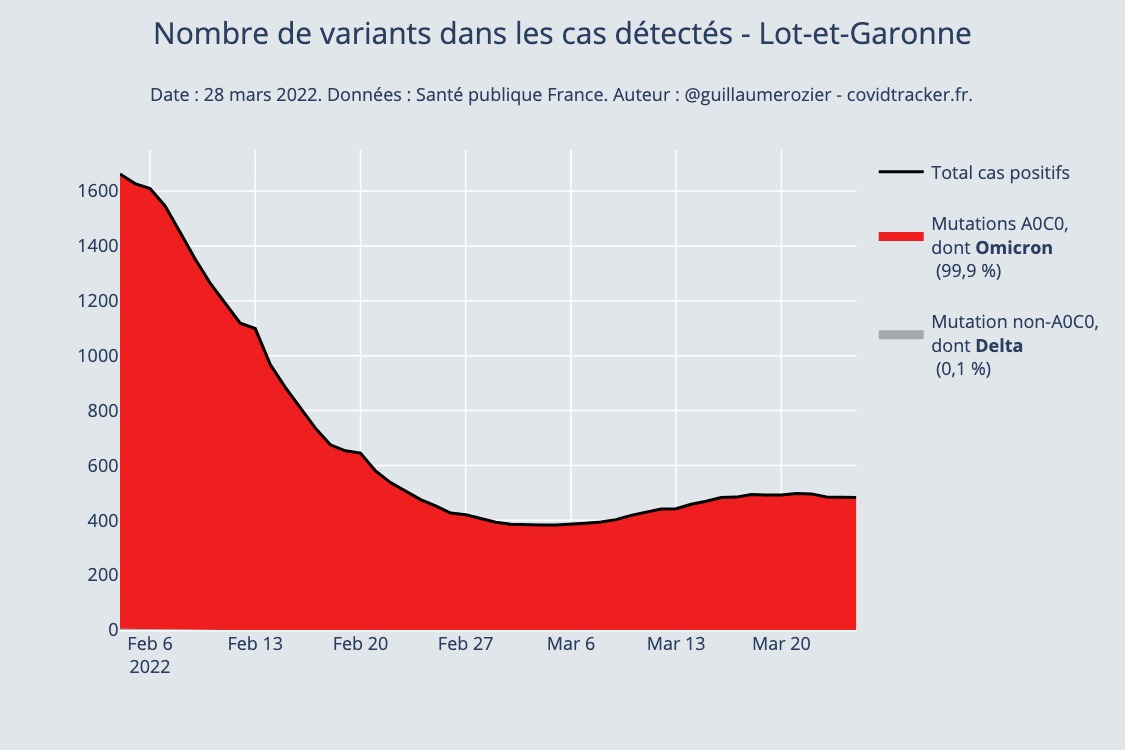 Nombre de variants dans les cas détectés - Lot-et-Garonne
Date : 28 mars 2022. Données : Santé publique France. Auteur : @guillaumerozier - covidtracker.fr.
1600
1400
1200
1000
800
600
400
200
0
Feb 6
2022
Feb 13
Feb 20
Feb 27
Mar 6
Mar 13
Mar 20
Total cas positifs
Mutations A0C0,
dont Omicron
(99,9 %)
Mutation non-A0C0,
dont Delta
(0,1 %)